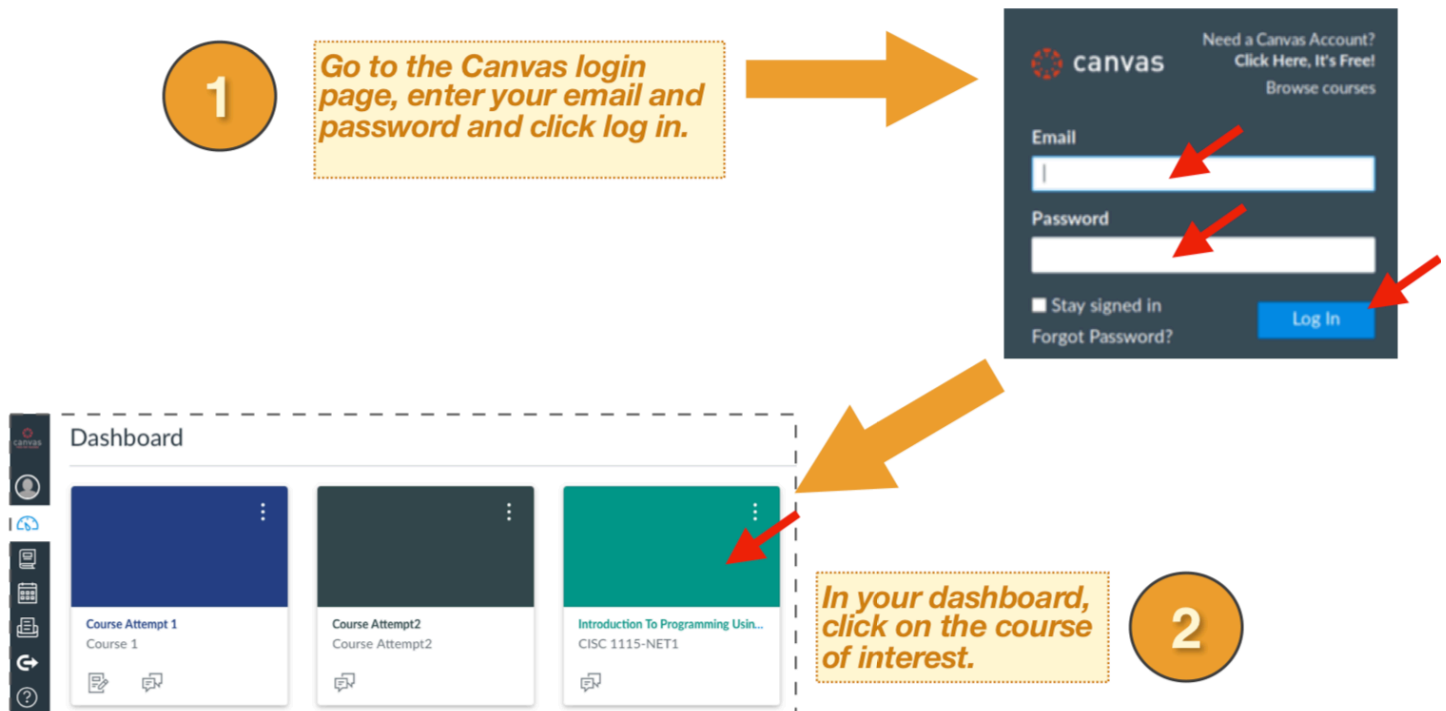 1
Go to the Canvas login
page, enter your email and
password and click log in.
canvas
Need a Canvas Account?
Click Here, It's Free!
Browse courses
Email
Password
Stay signed in
Forgot Password?
Log In
canvas
Dashboard
Course Attempt 1
Course 1
Course Attempt2
Course Attempt2
Introduction To Programming Usin...
CISC 1115-NET1
In your dashboard,
click on the course
of interest.
2